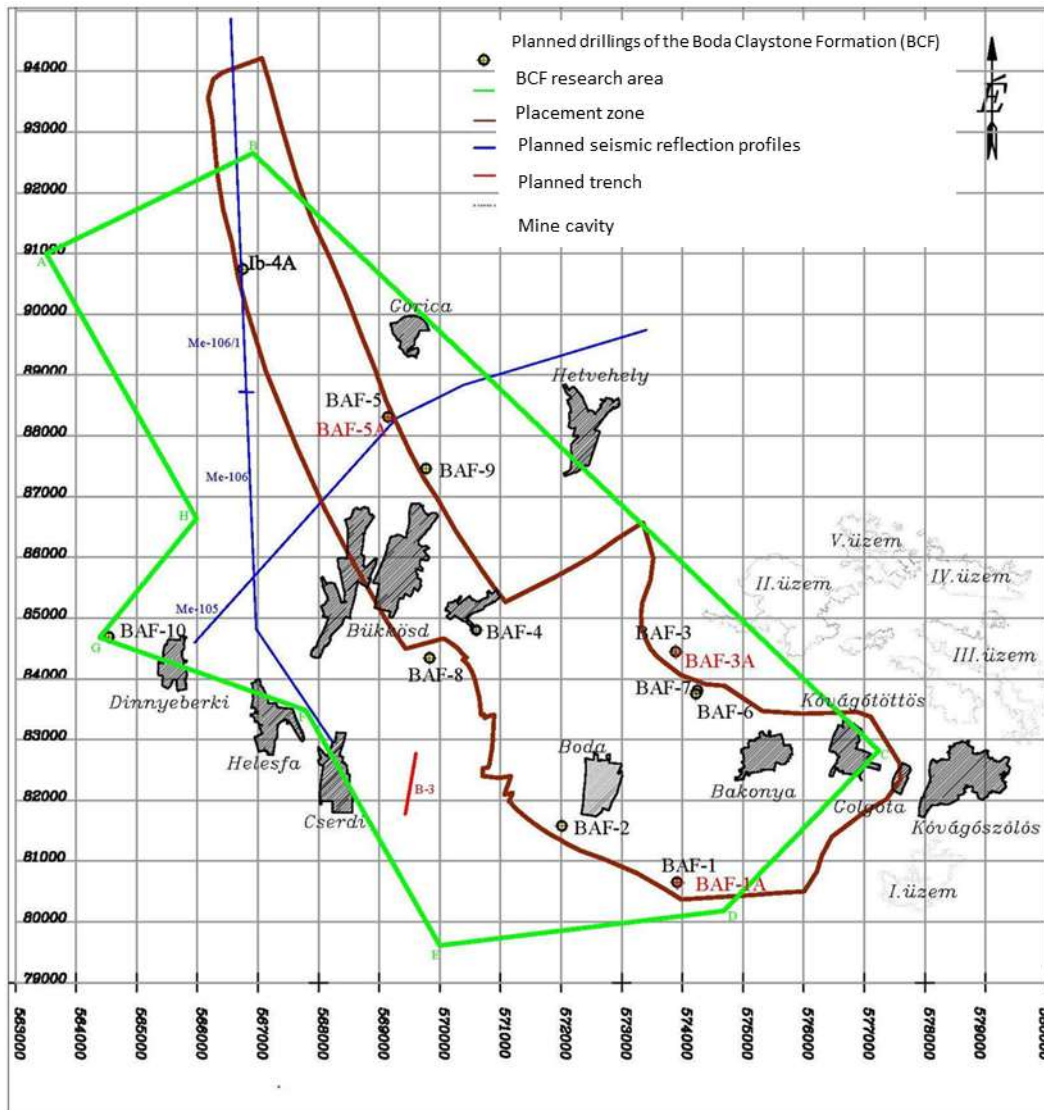 Planned drillings of the Boda Claystone Formation (BCF)
BCF research area
Placement zone
Planned seismic reflection profiles
Planned trench
Mine cavity
É
94000
93000
92000
91000
90000
89000
88000
87000
86000
85000
84000
83000
82000
81000
80000
79000
B
A
Ib-4A
Gorica
Me-106/1
Hetvehely
BAF-5
BAF-5A
BAF-9
Me-106
H
V.üzem
II.üzem
IV.üzem
Me-105
Bükkösd
BAF-10
G
BAF-4
BAF-3
BAF-3A
III.üzem
BAF-8
Dinnyeberki
BAF-7
BAF-6
Kővágótöttös
F
Helesfa
Boda
C
B-3
Bakonya
Golgota
Cserdi
Kővágószőlős
BAF-2
BAF-1
BAF-1A
I.üzem
D
E
563000
564000
565000
566000
567000
568000
569000
570000
571000
572000
573000
574000
575000
576000
577000
578000
579000